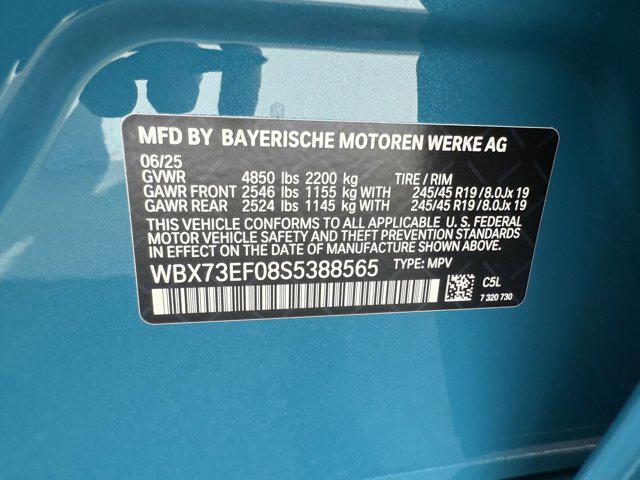 MFD BY BAYERISCHE MOTOREN WERKE AG
06/25
GVWR 4850 lbs 2200 kg TIRE / RIM
GAWR FRONT 2546 lbs 1155 kg WITH 245/45 R19 / 8.0Jx 19
GAWR REAR 2524 lbs 1145 kg WITH 245/45 R19 / 8.0Jx 19
THIS VEHICLE CONFORMS TO ALL APPLICABLE U.S. FEDERAL
MOTOR VEHICLE SAFETY AND THEFT PREVENTION STANDARDS
IN EFFECT ON THE DATE OF MANUFACTURE SHOWN ABOVE.
WBX73EF08S5388565 TYPE: MPV
C5L
7 320 730